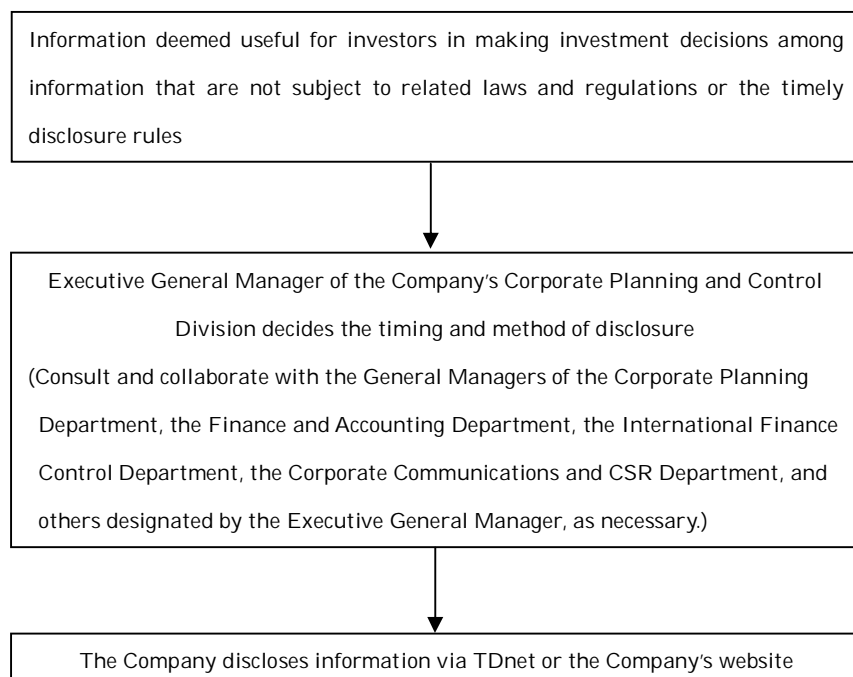 Information deemed useful for investors in making investment decisions among
information that are not subject to related laws and regulations or the timely
disclosure rules
Executive General Manager of the Company's Corporate Planning and Control
Division decides the timing and method of disclosure
(Consult and collaborate with the General Managers of the Corporate Planning
Department, the Finance and Accounting Department, the International Finance
Control Department, the Corporate Communications and CSR Department, and
others designated by the Executive General Manager, as necessary.)
The Company discloses information via TDnet or the Company's website